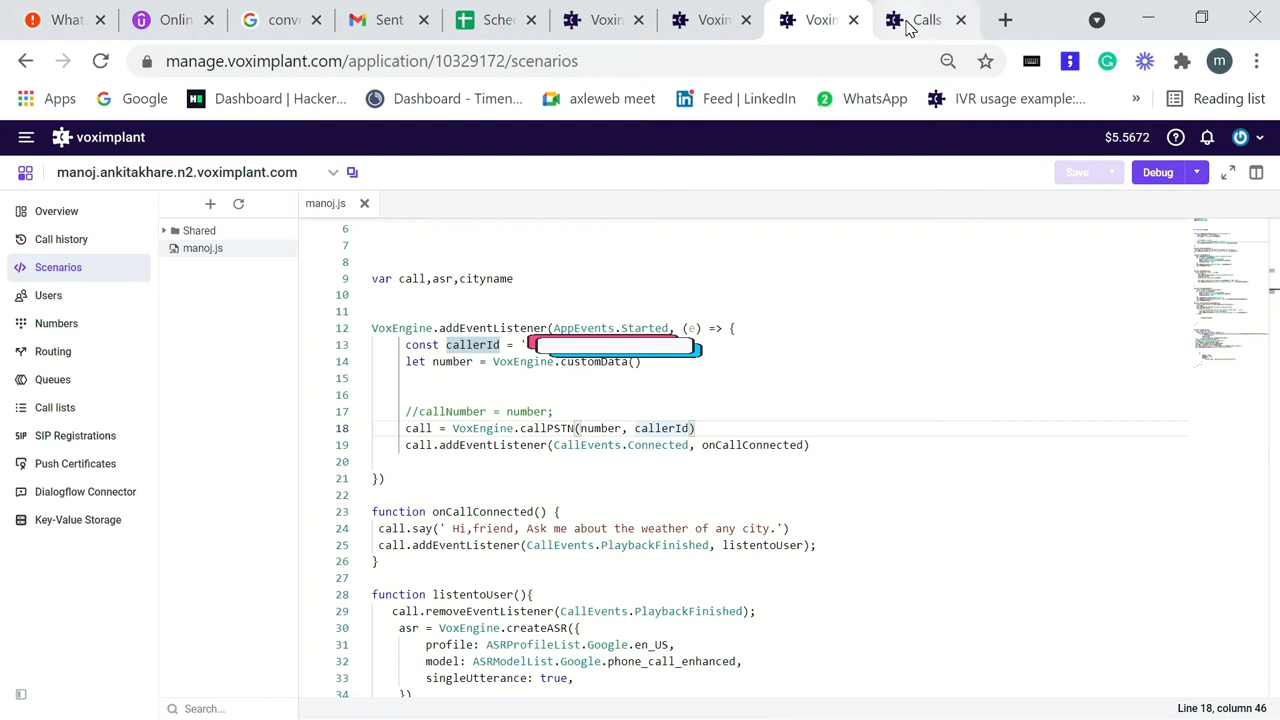 What
Onlin
conv
Sent
Sched
Voxin
Voxin
Voxin
Calls
manage.voximplant.com/application/10329172/scenarios
m
Apps
Google
Dashboard | Hacker...
Dashboard - Timen...
axleweb meet
Feed | LinkedIn
WhatsApp
IVR usage example:...
»
Reading list
voximplant
$5.5672
manoj.ankitakhare.n2.voximplant.com
Save
Debug
Overview
Call history
Scenarios
Users
Numbers
Routing
Queues
Call lists
SIP Registrations
Push Certificates
Dialogflow Connector
Key-Value Storage
Shared
manoj.js
Search...
manoj.js
6
7
8
9 var call,asr,city,name
10
11
12 VoxEngine.addEventListener(AppEvents.Started, (e) => {
13 const callerId '
14 let number = VoxEngine.customData()
15
16
17 //callNumber = number;
18 call = VoxEngine.callPSTN(number, callerId)
19 call.addEventListener(CallEvents.Connected, onCallConnected)
20
21 })
22
23 function onCallConnected() {
24 call.say(' Hi,friend, Ask me about the weather of any city.')
25 call.addEventListener(CallEvents.PlaybackFinished, listentoUser);
26 }
27
28 function listentoUser(){
29 call.removeEventListener(CallEvents.PlaybackFinished);
30 asr = VoxEngine.createASR({
31 profile: ASRProfileList.Google.en_US,
32 model: ASRModelList.Google.phone_call_enhanced,
33 singleUtterance: true,
34 })
Line 18, column 46